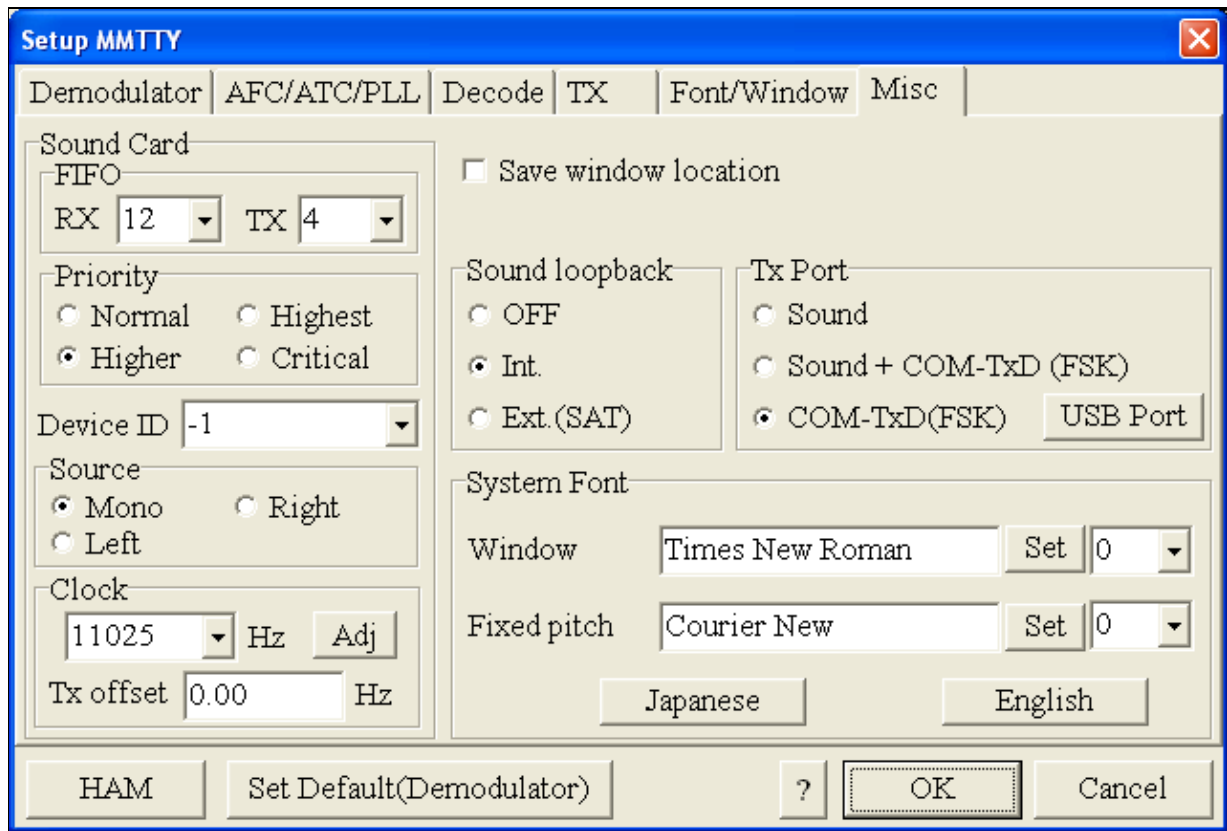 Setup MMTTY
Demodulator AFC/ATC/PLL Decode TX Font/Window Misc
Sound Card
FIFO
RX 12 TX 4
Priority
Normal Highest
Higher Critical
Device ID -1
Source
Mono Right
Left
Clock
11025 Hz Adj
Tx offset 0.00 Hz
Save window location
Sound loopback
OFF
Int.
Ext.(SAT)
Tx Port
Sound
Sound + COM-TxD (FSK)
COM-TxD(FSK) USB Port
System Font
Window Times New Roman Set 0
Fixed pitch Courier New Set 0
Japanese English
HAM Set Default(Demodulator) ? OK Cancel